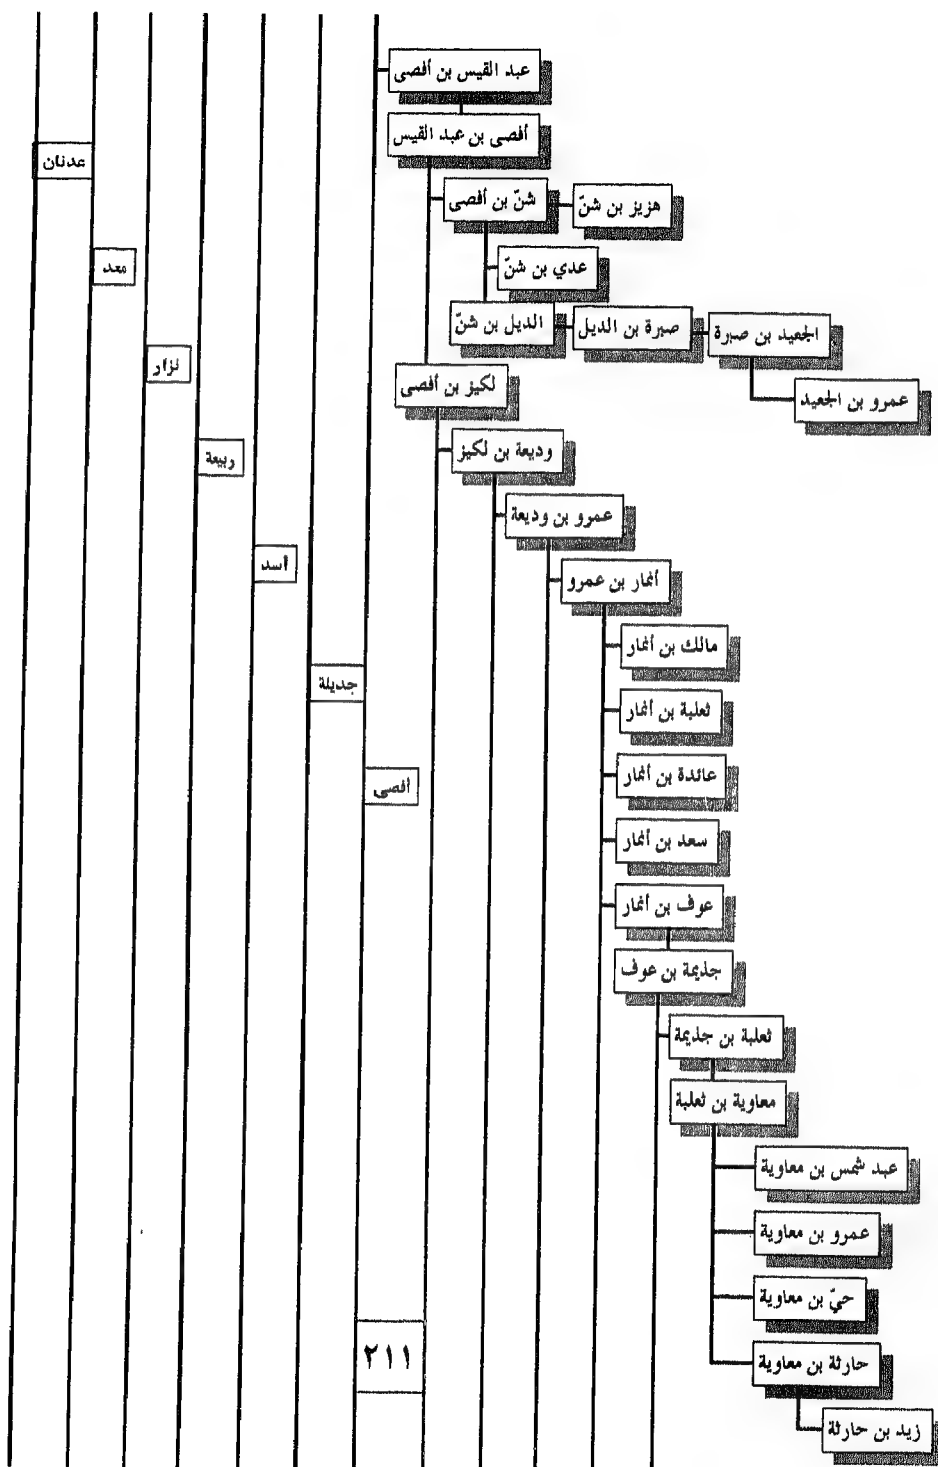 عبد القيس بن أفصى
أفصى بن عبد القيس
عدنان
شنّ بن أفصى
هزيز بن شنّ
معد
عدي بن شنّ
الديل بن شنّ
صبرة بن الديل
الجعيد بن صبرة
نزار
لكيز بن أفصى
عمرو بن الجعيد
ربيعة
وديعة بن لكيز
عمرو بن وديعة
أسد
أنمار بن عمرو
مالك بن أنمار
جديلة
ثعلبة بن أنمار
أفصى
عائدة بن أنمار
سعد بن أنمار
عوف بن أنمار
جذيمة بن عوف
ثعلبة بن جذيمة
معاوية بن ثعلبة
عبد شمس بن معاوية
عمرو بن معاوية
حيّ بن معاوية
حارثة بن معاوية
زيد بن حارثة
٢١١